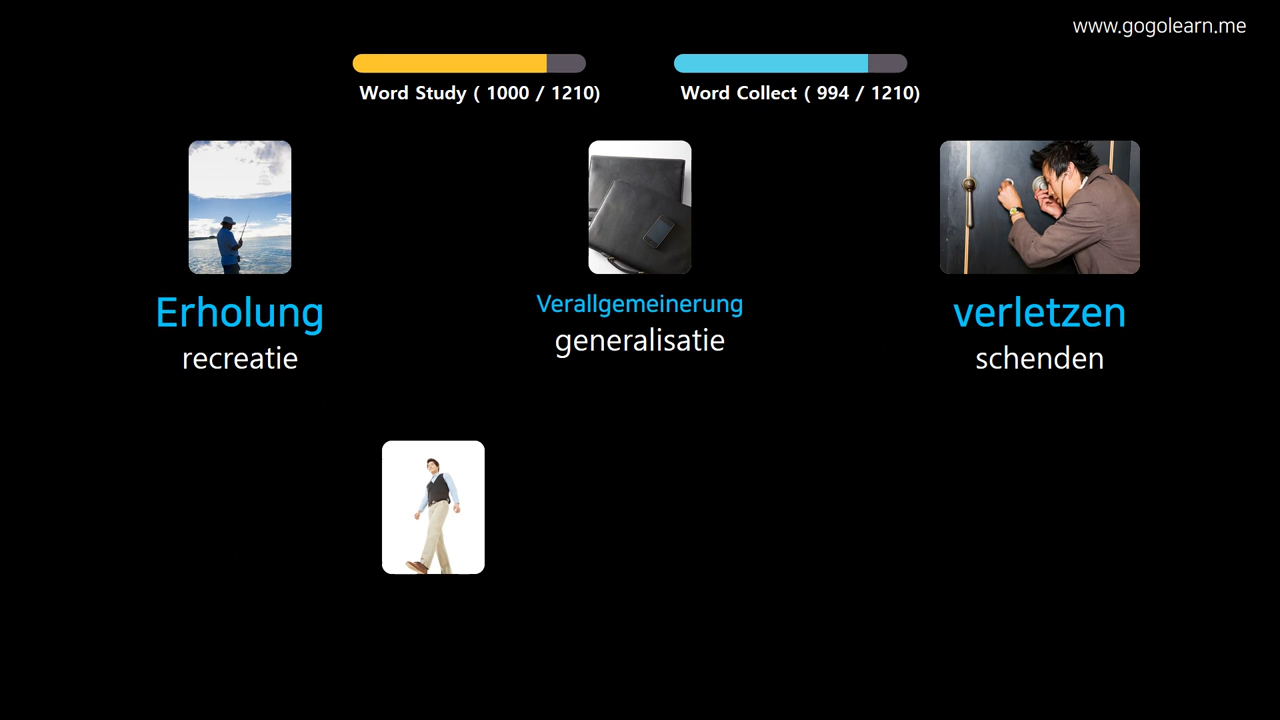 www.gogolearn.me
Word Study ( 1000 / 1210)
Word Collect ( 994 / 1210)
Erholung
recreatie
Verallgemeinerung
generalisatie
verletzen
schenden